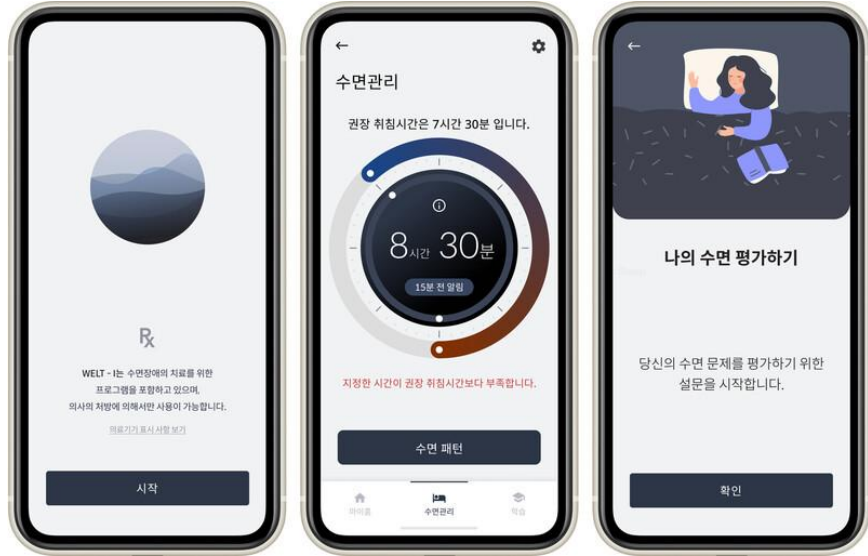 Rx
WELT - I는 수면장애의 치료를 위한
프로그램을 포함하고 있으며,
의사의 처방에 의해서만 사용이 가능합니다.
의료기기 표시 사항 보기
시작
수면관리
권장 취침시간은 7시간 30분 입니다.
8시간 30분
15분 전 알림
지정한 시간이 권장 취침시간보다 부족합니다.
수면 패턴
마이홈
수면관리
학습
나의 수면 평가하기
당신의 수면 문제를 평가하기 위한
설문을 시작합니다.
확인